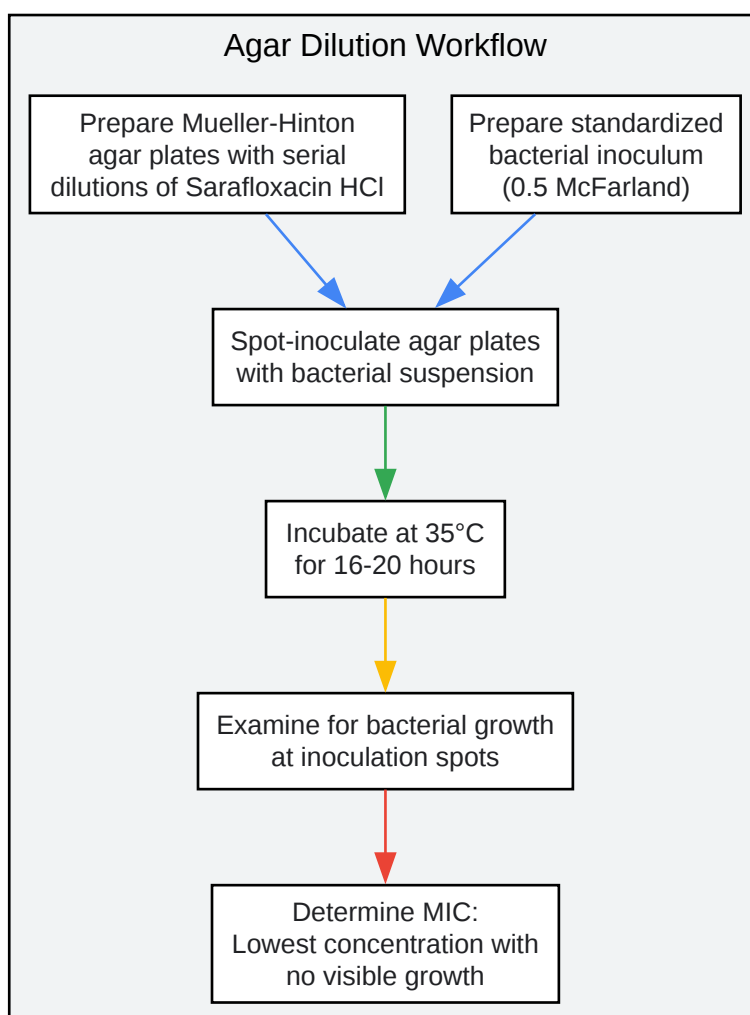 Agar Dilution Workflow
Prepare Mueller-Hinton
agar plates with serial
dilutions of Sarafloxacin HCl
Prepare standardized
bacterial inoculum
(0.5 McFarland)
Spot-inoculate agar plates
with bacterial suspension
Incubate at 35°C
for 16-20 hours
Examine for bacterial growth
at inoculation spots
Determine MIC:
Lowest concentration with
no visible growth